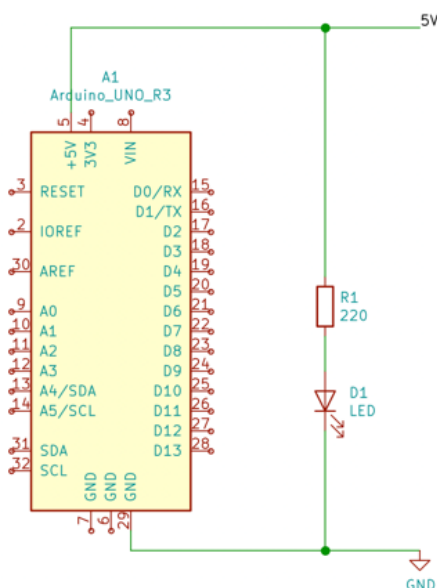 5V
A1
Arduino_UNO_R3
5
4
8
+5V
3V3
VIN
3 RESET D0/RX 15
D1/TX 16
2 IOREF D2 17
D3 18
30 AREF D4 19
D5 20
9 A0 D6 21
10 A1 D7 22
11 A2 D8 23
12 A3 D9 24
13 A4/SDA D10 25
14 A5/SCL D11 26
D12 27
31 SDA D13 28
32 SCL
GND
GND
GND
7
6
29
R1
220
D1
LED
GND